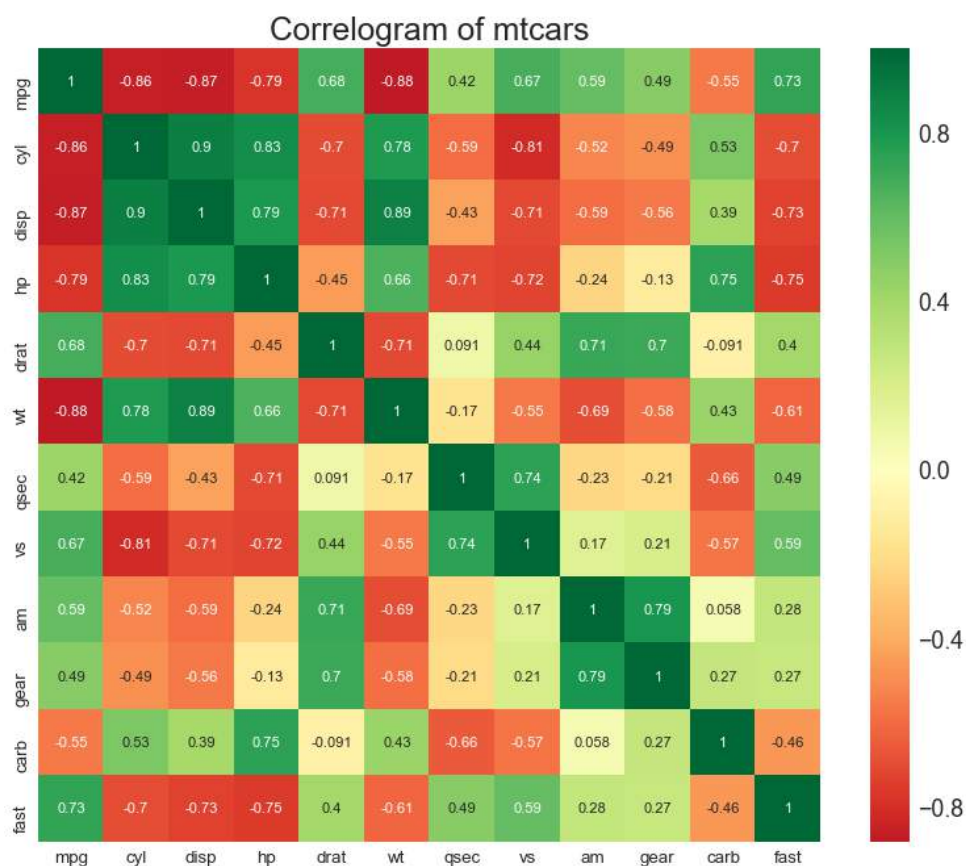 Correlogram of mtcars
mpg 1 -0.86 -0.87 -0.79 0.68 -0.88 0.42 0.67 0.59 0.49 -0.55 0.73
cyl -0.86 1 0.9 0.83 -0.7 0.78 -0.59 -0.81 -0.52 -0.49 0.53 -0.7
disp -0.87 0.9 1 0.79 -0.71 0.89 -0.43 -0.71 -0.59 -0.56 0.39 -0.73
hp -0.79 0.83 0.79 1 -0.45 0.66 -0.71 -0.72 -0.24 -0.13 0.75 -0.75
drat 0.68 -0.7 -0.71 -0.45 1 -0.71 0.091 0.44 0.71 0.7 -0.091 0.4
wt -0.88 0.78 0.89 0.66 -0.71 1 -0.17 -0.55 -0.69 -0.58 0.43 -0.61
qsec 0.42 -0.59 -0.43 -0.71 0.091 -0.17 1 0.74 -0.23 -0.21 -0.66 0.49
vs 0.67 -0.81 -0.71 -0.72 0.44 -0.55 0.74 1 0.17 0.21 -0.57 0.59
am 0.59 -0.52 -0.59 -0.24 0.71 -0.69 -0.23 0.17 1 0.79 0.058 0.28
gear 0.49 -0.49 -0.56 -0.13 0.7 -0.58 -0.21 0.21 0.79 1 0.27 0.27
carb -0.55 0.53 0.39 0.75 -0.091 0.43 -0.66 -0.57 0.058 0.27 1 -0.46
fast 0.73 -0.7 -0.73 -0.75 0.4 -0.61 0.49 0.59 0.28 0.27 -0.46 1
mpg cyl disp hp drat wt qsec vs am gear carb fast
0.8
0.4
0.0
−0.4
−0.8